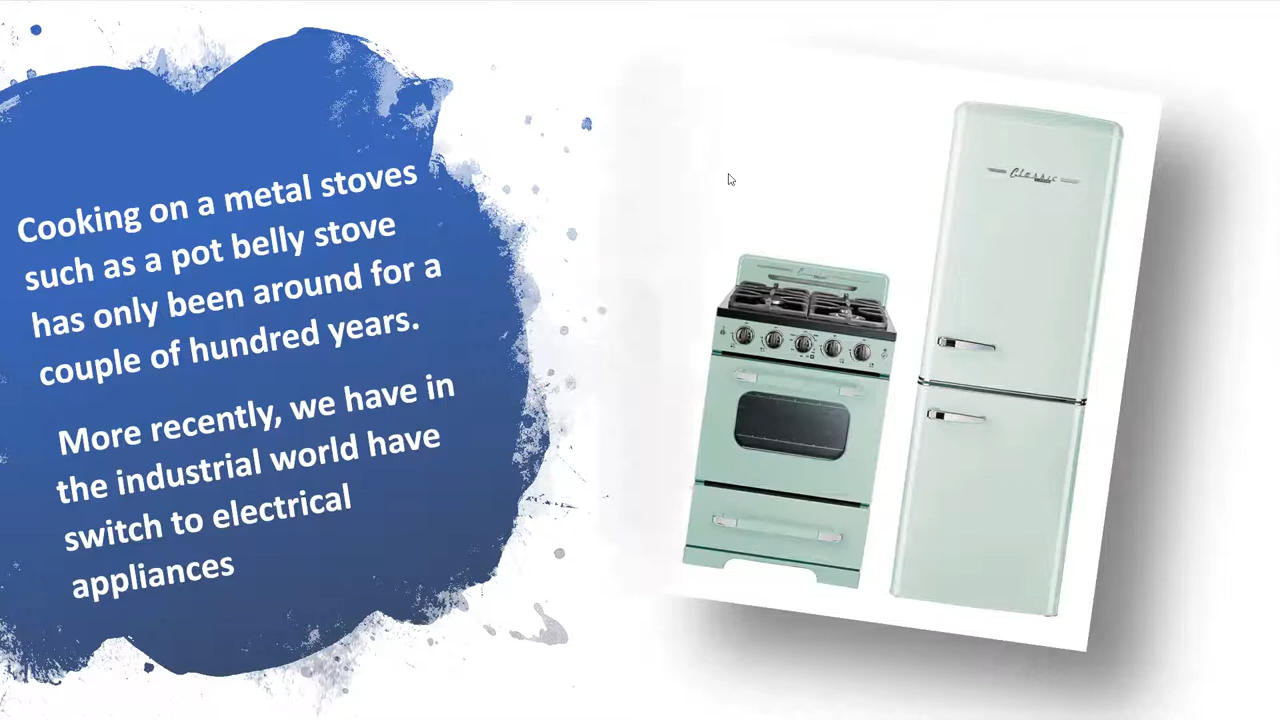 Cooking on a metal stoves
such as a pot belly stove
has only been around for a
couple of hundred years.
More recently, we have in
the industrial world have
switch to electrical
appliances
Classic